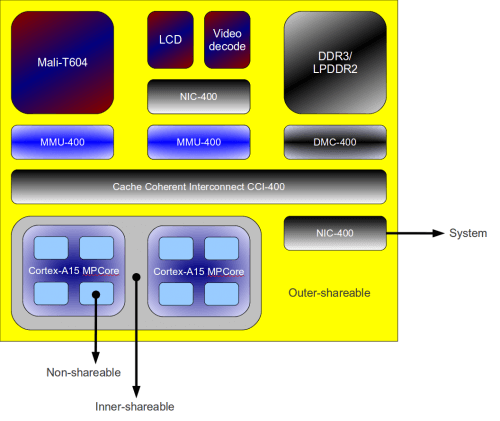 Mali-T604
LCD
Video
decode
DDR3/
LPDDR2
NIC-400
MMU-400
MMU-400
DMC-400
Cache Coherent Interconnect CCI-400
NIC-400
System
Cortex-A15 MPCore
Cortex-A15 MPCore
Outer-shareable
Non-shareable
Inner-shareable